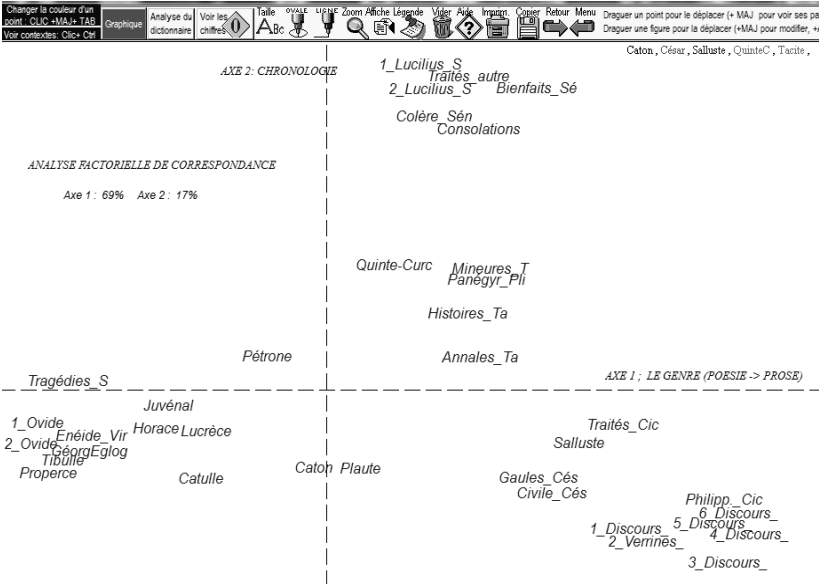 Changer la couleur d'un
point : CLIC +MAJ+ TAB
Voir contextes: Clic+ Ctrl
Graphique
Analyse du
dictionnaire
Voir les
chiffres
0
Taille
ABC
OVALE
LIGNE
Zoom
Affiche
Légende
Vider
Aide
Imprim.
Copier
Retour
Menu
Draguer un point pour le déplacer (+ MAJ pour voir ses pa
Draguer une figure pour la déplacer (+MAJ pour modifier, +A
Caton , César , Salluste , QuinteC , Tacite ,
AXE 2: CHRONOLOGIE
1_Lucilius_S
Traités_autre
2_Lucilius_S
Bienfaits_Sé
Colère_Sén
Consolations
ANALYSE FACTORIELLE DE CORRESPONDANCE
Axe 1 : 69% Axe 2 : 17%
Quinte-Curc
Mineures_T
Panégyr_Pli
Histoires_Ta
Pétrone
Annales_Ta
AXE 1 ; LE GENRE (POESIE -> PROSE)
Tragédies_S
Juvénal
1_Ovide
Enéide_Vir
Horace
Lucrèce
Traités_Cic
2_Ovide
GéorgEglog
Salluste
Tibulle
Properce
Catulle
Caton
Plaute
Gaules_Cés
Civile_Cés
Philipp._Cic
6_Discours_
5_Discours_
1_Discours_
4_Discours_
2_Verrines_
3_Discours_